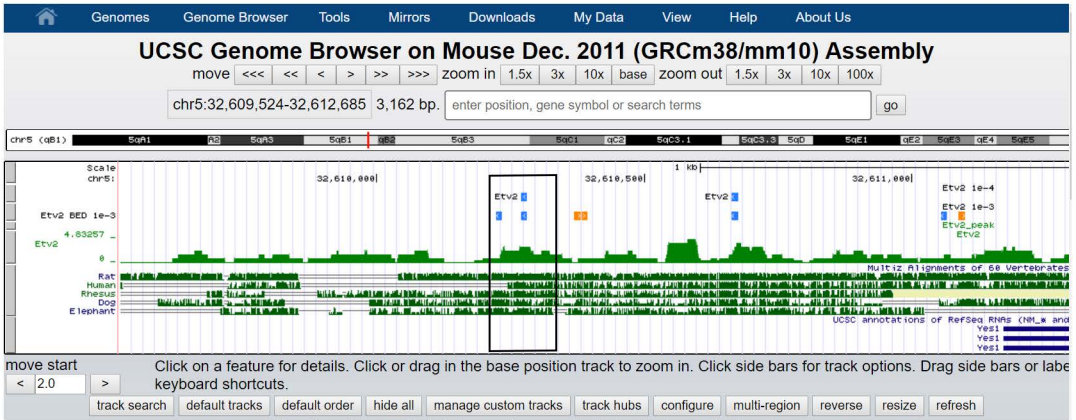 Genomes Genome Browser Tools Mirrors Downloads My Data View Help About Us
UCSC Genome Browser on Mouse Dec. 2011 (GRCm38/mm10) Assembly
move <<< << < > >> >>> zoom in 1.5x 3x 10x base zoom out 1.5x 3x 10x 100x
chr5:32,609,524-32,612,685 3,162 bp. enter position, gene symbol or search terms go
chr5 (qB1) 5qA1 A2 5qA3 5qB1 qB2 5qB3 5qC1 qC2 5qC3.1 5qC3.3 5qD 5qE1 qE2 5qE3 qE4 5qE5
Scale 1 kb
chr5: 32,610,000| 32,610,500| 32,611,000|
Etv2 1e-4
Etv2 Etv2
Etv2 1e-3
Etv2 BED 1e-3
Etv2_peak
4.83257 _ Etv2
Etv2
0 _
Multiz Alignments of 60 Vertebrates
Rat
Human
Rhesus
Dog
Elephant
UCSC annotations of RefSeq RNAs (NM_* and
Yes1
Yes1
Yes1
move start Click on a feature for details. Click or drag in the base position track to zoom in. Click side bars for track options. Drag side bars or labe
< 2.0 > keyboard shortcuts.
track search default tracks default order hide all manage custom tracks track hubs configure multi-region reverse resize refresh